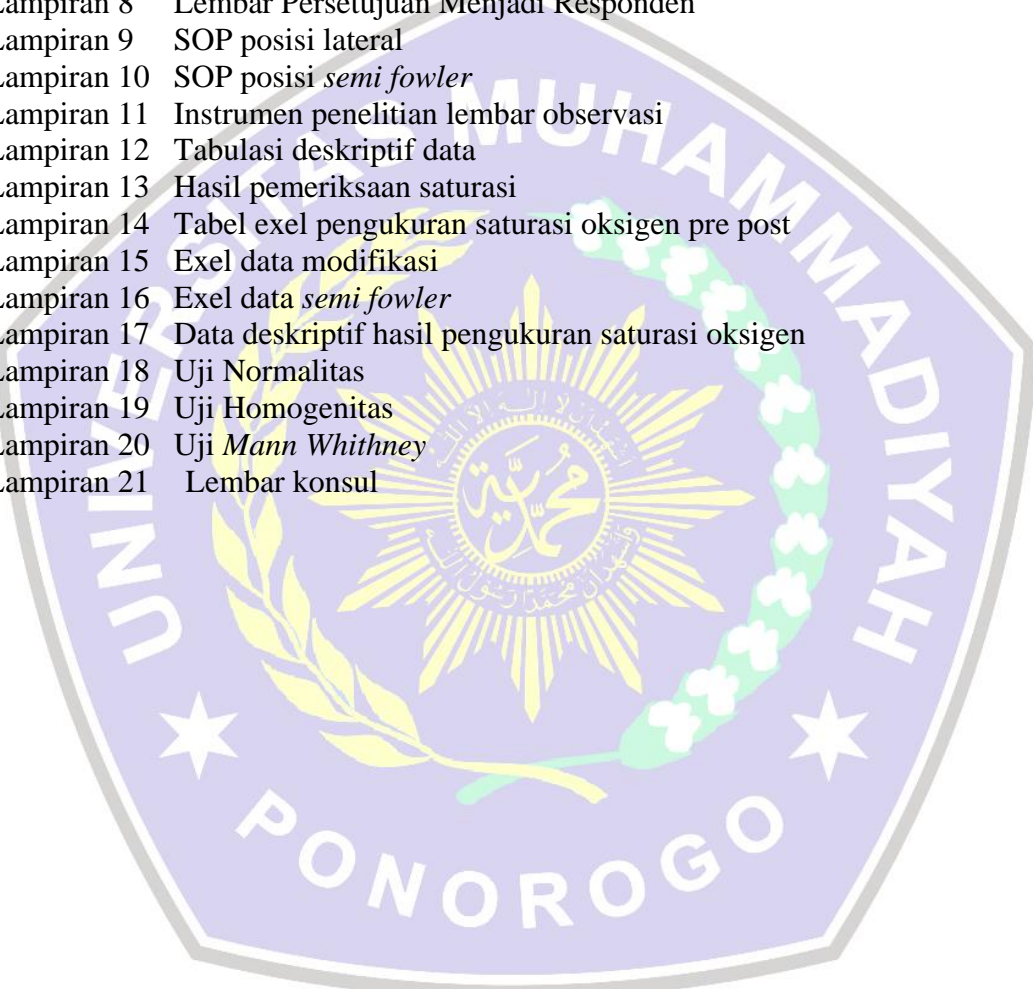 Lampiran 8 Lembar Persetujuan Menjadi Responden
Lampiran 9 SOP posisi lateral
Lampiran 10 SOP posisi semi fowler
Lampiran 11 Instrumen penelitian lembar observasi
Lampiran 12 Tabulasi deskriptif data
Lampiran 13 Hasil pemeriksaan saturasi
Lampiran 14 Tabel exel pengukuran saturasi oksigen pre post
Lampiran 15 Exel data modifikasi
Lampiran 16 Exel data semi fowler
Lampiran 17 Data deskriptif hasil pengukuran saturasi oksigen
Lampiran 18 Uji Normalitas
Lampiran 19 Uji Homogenitas
Lampiran 20 Uji Mann Whithney
Lampiran 21 Lembar konsul
UNIVERSITAS MUHAMMADIYAH
PONOROGO